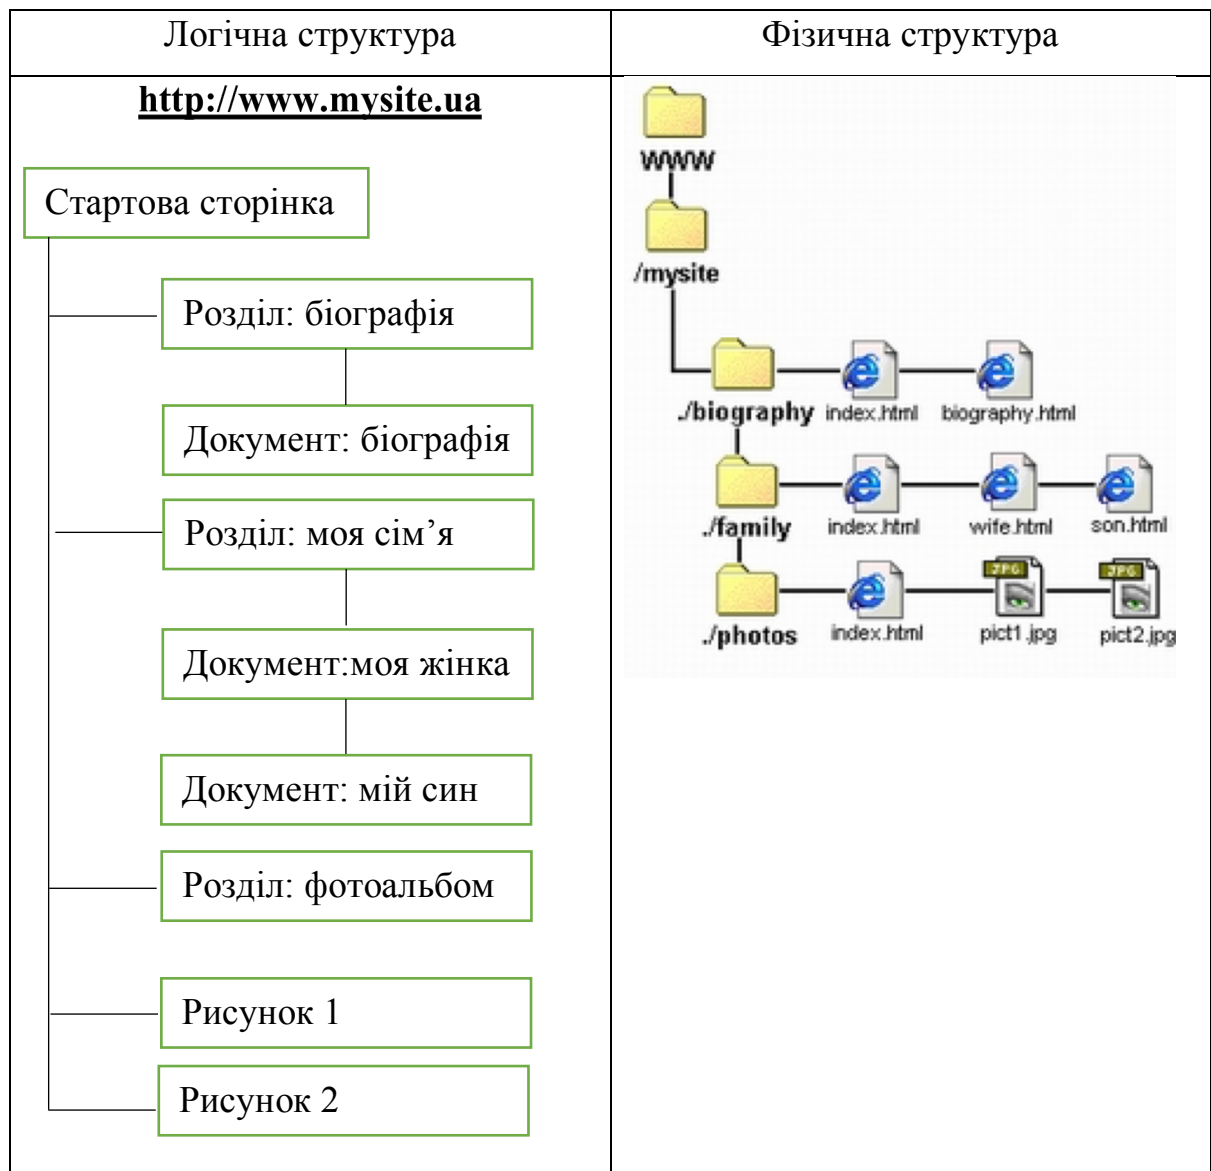 Логічна структура
Фізична структура
http://www.mysite.ua
Стартова сторінка
Розділ: біографія
Документ: біографія
Розділ: моя сім’я
Документ:моя жінка
Документ: мій син
Розділ: фотоальбом
Рисунок 1
Рисунок 2
WWW
/mysite
./biography index.html biography.html
./family index.html wife.html son.html
JPG JPG
./photos index.html pict1.jpg pict2.jpg